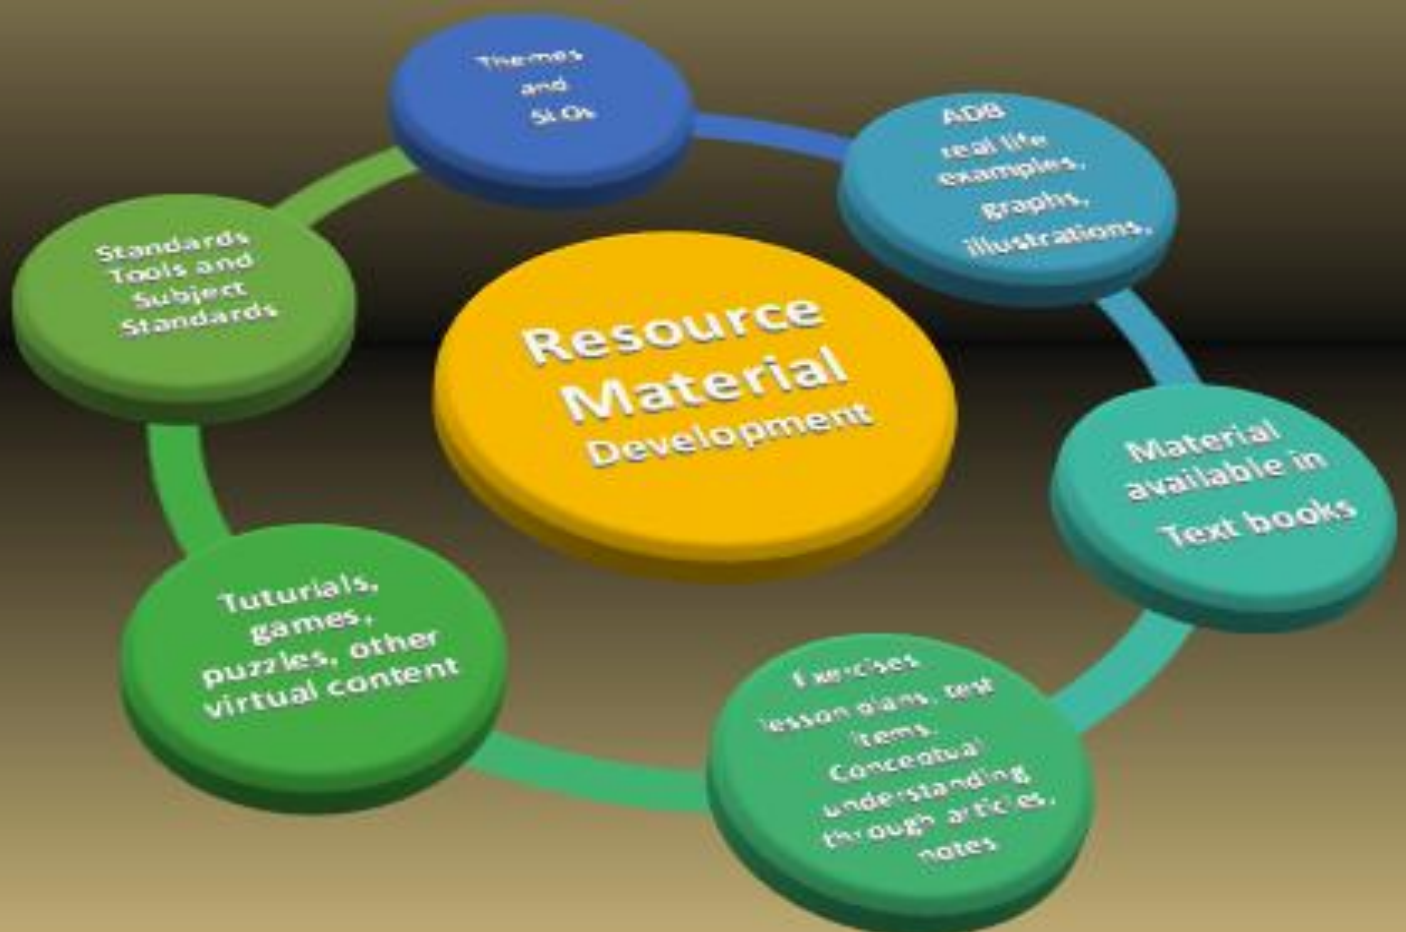 Themes
and
SLOs
ADB
real life
examples,
graphs,
illustrations,
Material
available in
Text books
Exercises
lesson plans, test
items.
Conceptual
understanding
through articles,
notes
Tuturials,
games,
puzzles, other
virtual content
Standards
Tools and
Subject
Standards
Resource
Material
Development